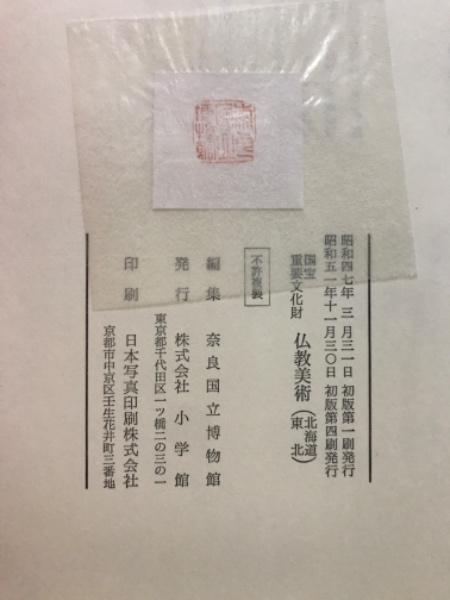 昭和四七年 三 月三一日 初版第一刷発行
昭和五一年十一月三〇日 初版第四刷発行
国宝
重要文化財
仏教美術
(北海道
東 北)
不許複製
編 集 奈良国立博物館
発 行 株式会社 小 学 館
東京都千代田区一ツ橋二の三の一
印 刷 日本写真印刷株式会社
京都市中京区壬生花井町三番地